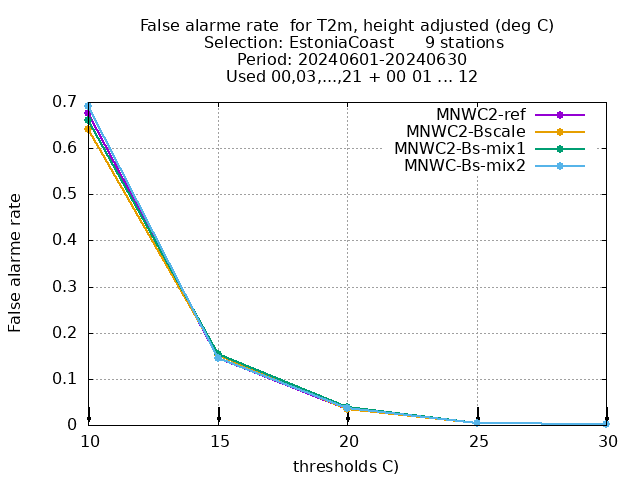 False alarme rate  for T2m, height adjusted (deg C)
Selection: EstoniaCoast      9 stations
Period: 20240601-20240630
Used 00,03,...,21 + 00 01 ... 12
0.7
0.6
0.5
0.4
0.3
0.2
0.1
0
False alarme rate
MNWC2-ref
MNWC2-Bscale
MNWC2-Bs-mix1
MNWC-Bs-mix2
10 15 20 25 30
thresholds C)